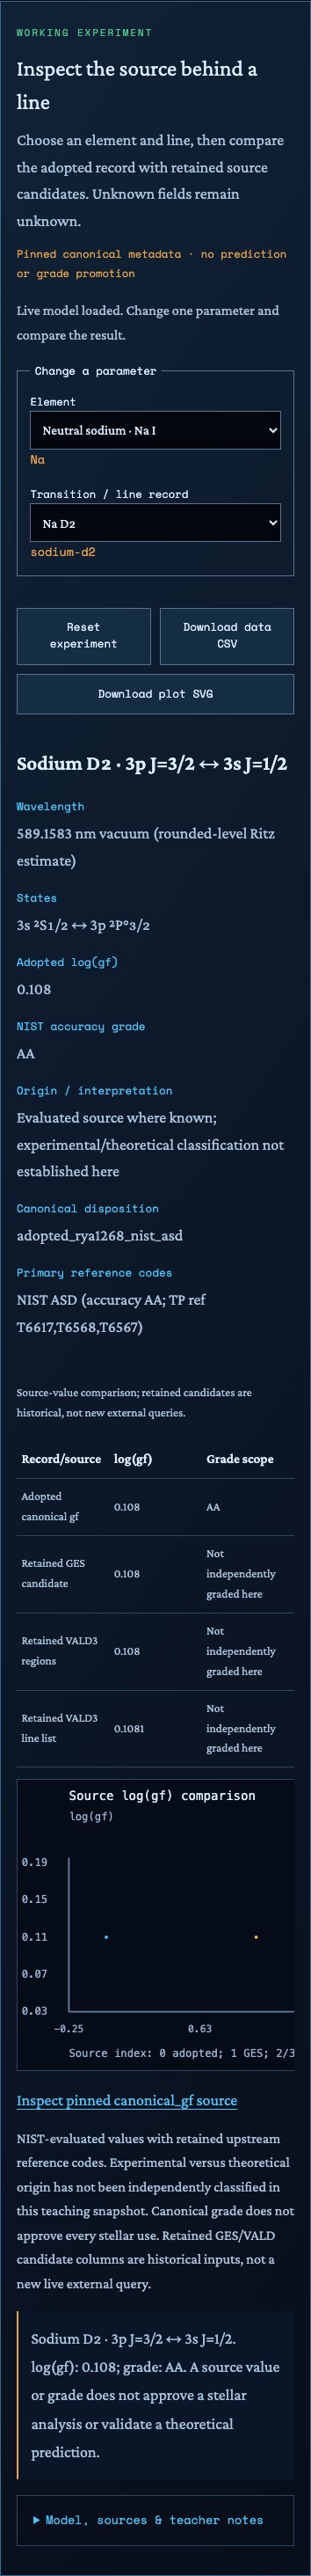 WORKING EXPERIMENT
Inspect the source behind a
line
Choose an element and line, then compare
the adopted record with retained source
candidates. Unknown fields remain
unknown.
Pinned canonical metadata · no prediction
or grade promotion
Live model loaded. Change one parameter and
compare the result.
Change a parameter
Element
Neutral sodium · Na I
Na
Transition / line record
Na D2
sodium-d2
Reset
experiment
Download data
CSV
Download plot SVG
Sodium D2 · 3p J=3/2 ↔ 3s J=1/2
Wavelength
589.1583 nm vacuum (rounded-level Ritz
estimate)
States
3s ²S1/2 ↔ 3p ²P°3/2
Adopted log(gf)
0.108
NIST accuracy grade
AA
Origin / interpretation
Evaluated source where known;
experimental/theoretical classification not
established here
Canonical disposition
adopted_rya1268_nist_asd
Primary reference codes
NIST ASD (accuracy AA; TP ref
T6617,T6568,T6567)
Source-value comparison; retained candidates are
historical, not new external queries.
Record/source log(gf) Grade scope
Adopted
canonical gf
0.108
AA
Retained GES
candidate
0.108
Not
independently
graded here
Retained VALD3
regions
0.108
Not
independently
graded here
Retained VALD3
line list
0.1081
Not
independently
graded here
Source log(gf) comparison
log(gf)
0.19
0.15
0.11
0.07
0.03
−0.25 0.63
Source index: 0 adopted; 1 GES; 2/3
Inspect pinned canonical_gf source
NIST-evaluated values with retained upstream
reference codes. Experimental versus theoretical
origin has not been independently classified in
this teaching snapshot. Canonical grade does not
approve every stellar use. Retained GES/VALD
candidate columns are historical inputs, not a
new live external query.
Sodium D2 · 3p J=3/2 ↔ 3s J=1/2.
log(gf): 0.108; grade: AA. A source value
or grade does not approve a stellar
analysis or validate a theoretical
prediction.
▶ Model, sources & teacher notes